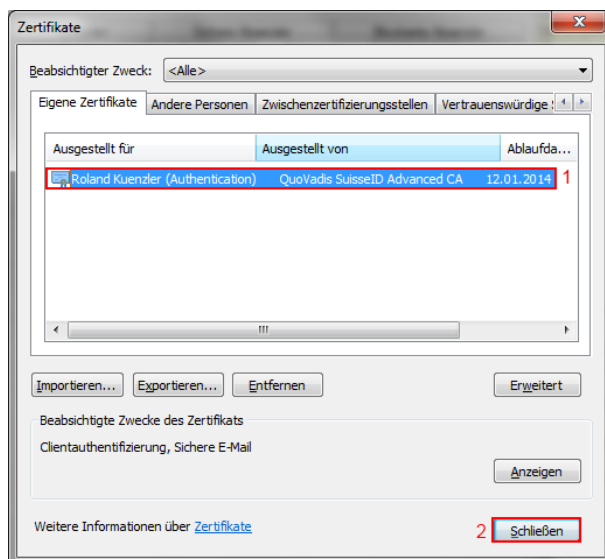 Zertifikate
Beabsichtigter Zweck: <Alle>
Eigene Zertifikate Andere Personen Zwischenzertifizierungsstellen Vertrauenswürdige
Ausgestellt für Ausgestellt von Ablaufda...
Roland Kuenzler (Authentication) QuoVadis SuisseID Advanced CA 12.01.2014 1
Importieren... Exportieren... Entfernen Erweitert
Beabsichtigte Zwecke des Zertifikats
Clientauthentifizierung, Sichere E-Mail
Anzeigen
Weitere Informationen über Zertifikate 2 Schließen